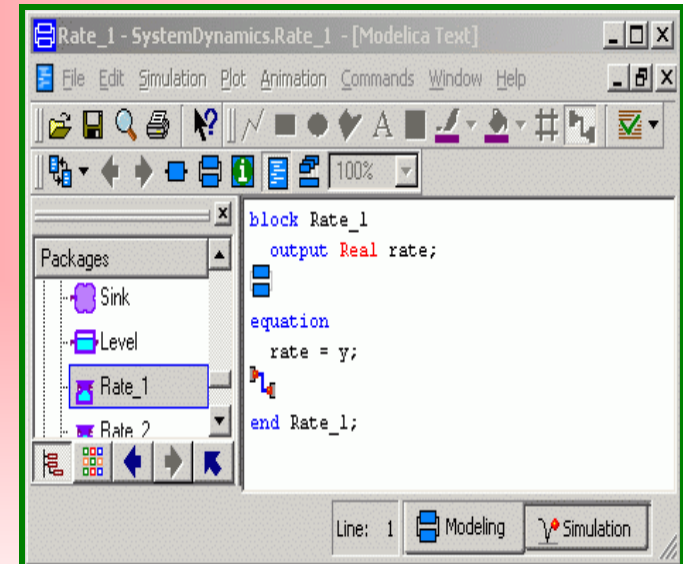 Rate_1 - SystemDynamics.Rate_1 - [Modelica Text]
File Edit Simulation Plot Animation Commands Window Help
A
100%
Packages
Sink
Level
Rate_1
Rate_2
block Rate_1
output Real rate;
equation
rate = y;
end Rate_1;
Line: 1 Modeling Simulation